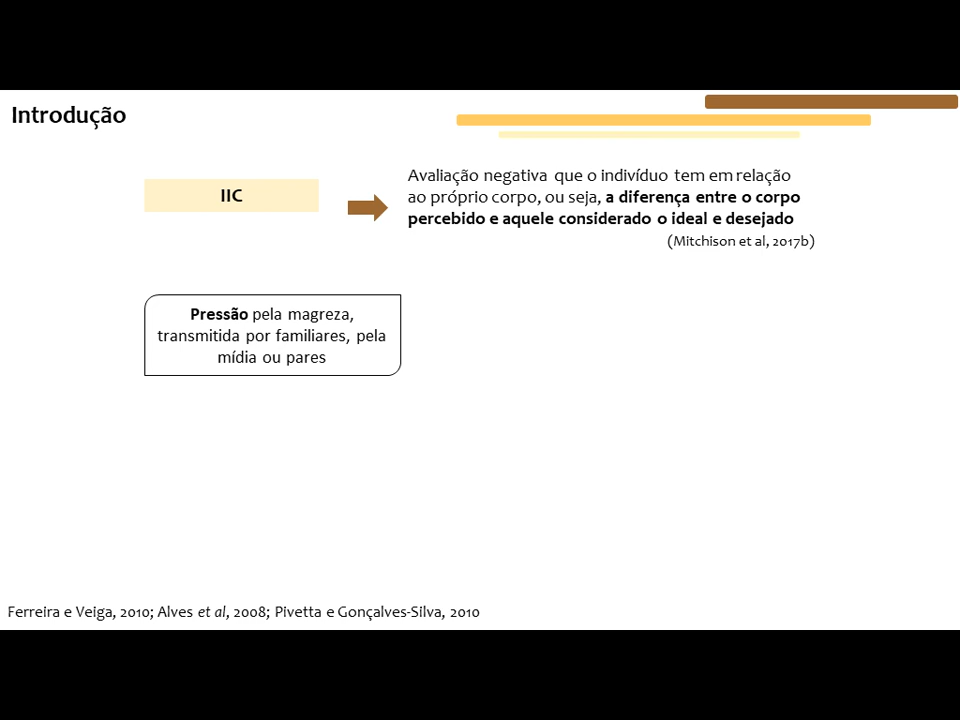 Introdução
IIC
Avaliação negativa que o indivíduo tem em relação
ao próprio corpo, ou seja, a diferença entre o corpo
percebido e aquele considerado o ideal e desejado
(Mitchison et al, 2017b)
Pressão pela magreza,
transmitida por familiares, pela
mídia ou pares
Ferreira e Veiga, 2010; Alves et al, 2008; Pivetta e Gonçalves-Silva, 2010